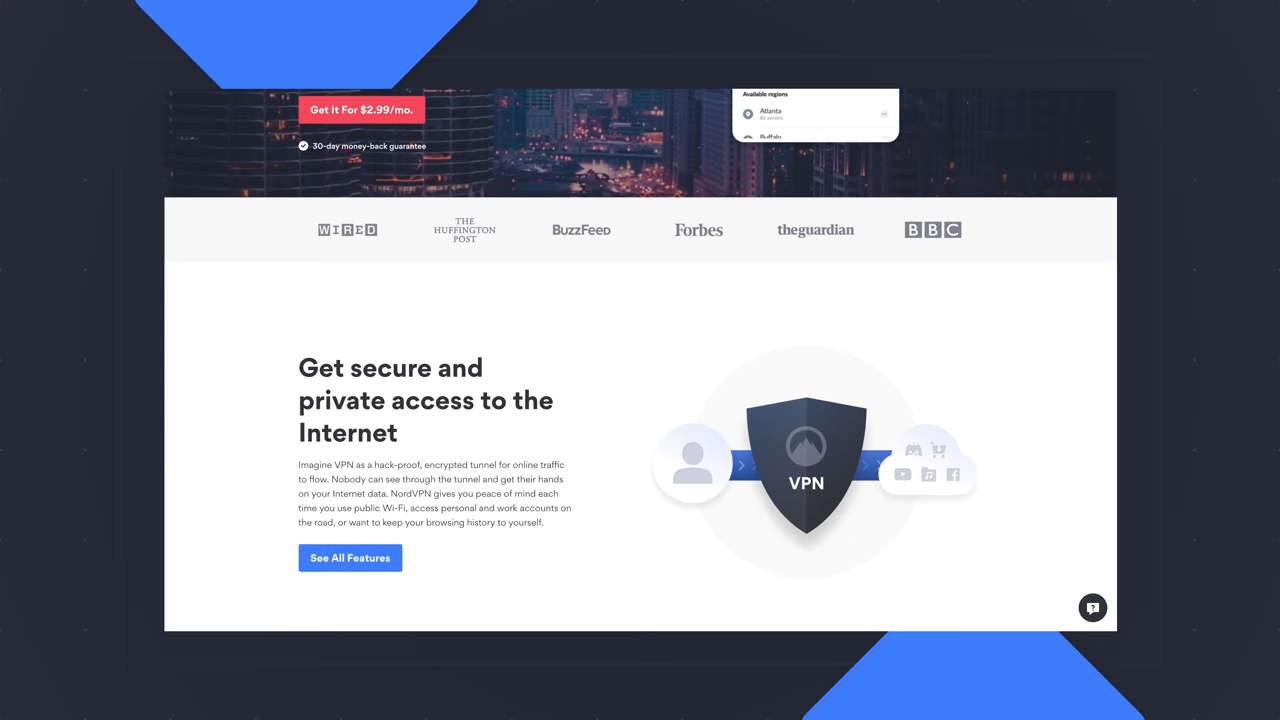 Get It For $2.99/mo.
30-day money-back guarantee
Available regions
Atlanta
65 servers
Buffalo
WIRED
THE
HUFFINGTON
POST
BuzzFeeD
Forbes
theguardian
BBC
Get secure and
private access to the
Internet
Imagine VPN as a hack-proof, encrypted tunnel for online traffic
to flow. Nobody can see through the tunnel and get their hands
on your Internet data. NordVPN gives you peace of mind each
time you use public Wi-Fi, access personal and work accounts on
the road, or want to keep your browsing history to yourself.
See All Features
VPN